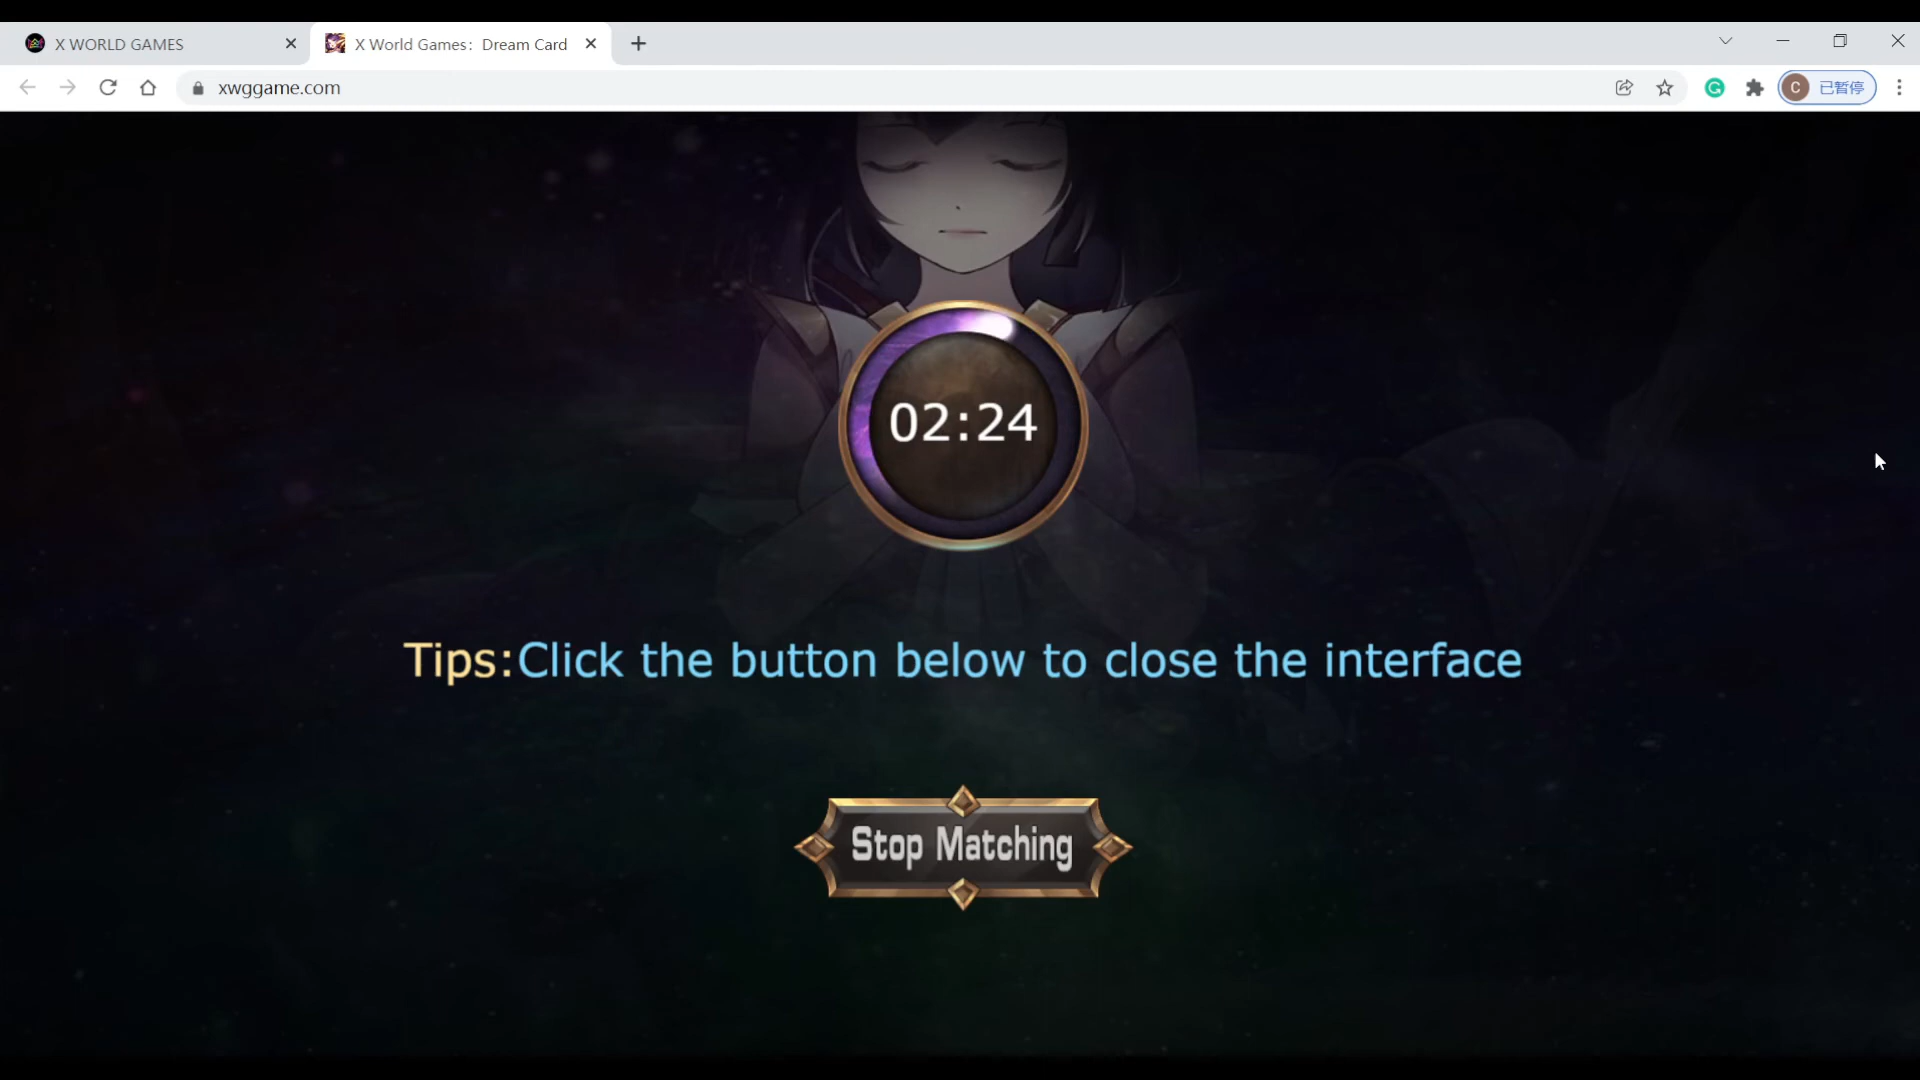 X WORLD GAMES
X World Games：Dream Card
xwggame.com
C 已暂停
02:24
Tips:Click the button below to close the interface
Stop Matching